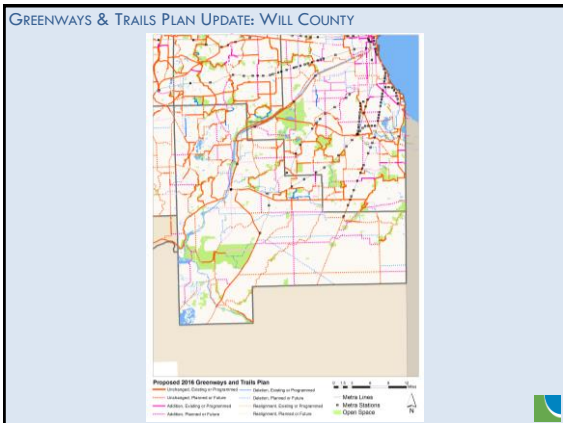 GREENWAYS & TRAILS PLAN UPDATE: WILL COUNTY
Proposed 2016 Greenways and Trails Plan
Unchanged, Existing or Programmed
Unchanged, Planned or Future
Addition, Existing or Programmed
Addition, Planned or Future
Deletion, Existing or Programmed
Deletion, Planned or Future
Realignment, Existing or Programmed
Realignment, Planned or Future
Metra Lines
Metra Stations
Open Space
Miles
N